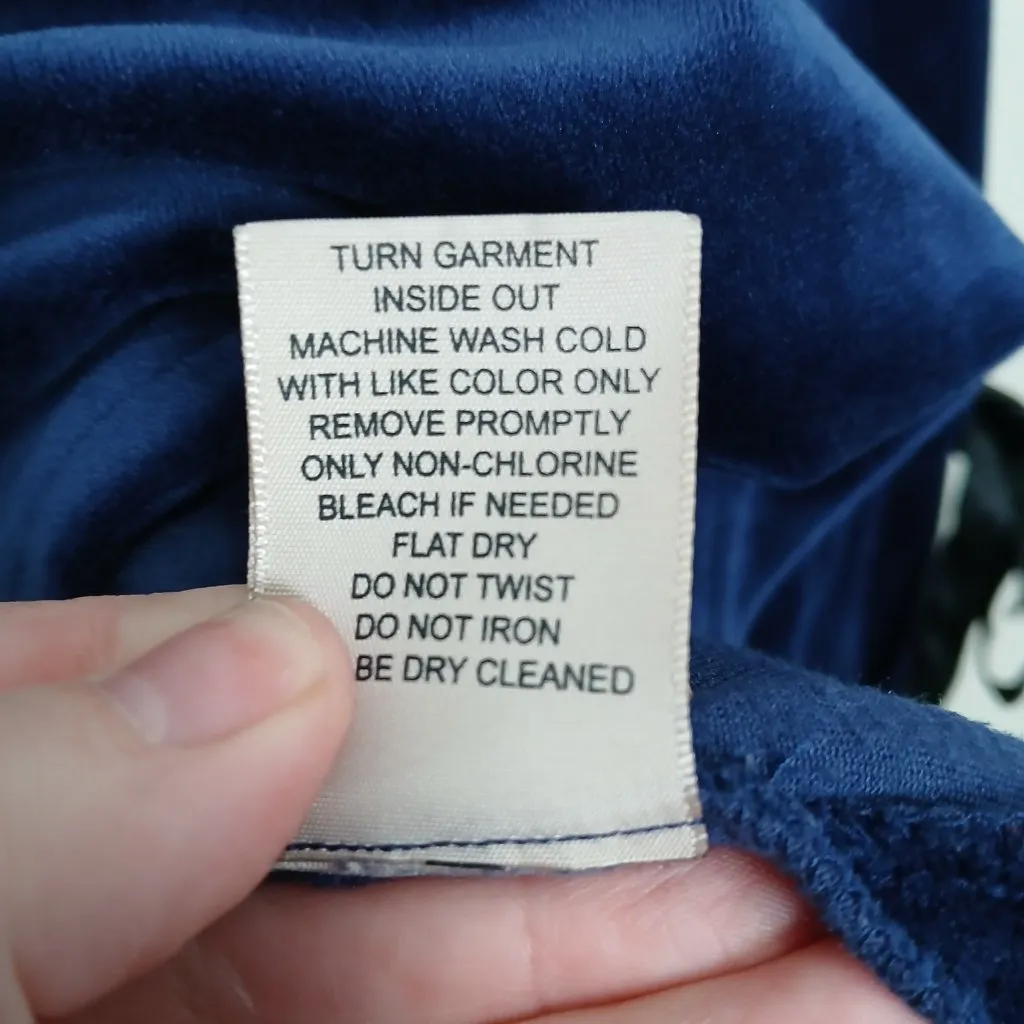 TURN GARMENT
INSIDE OUT
MACHINE WASH COLD
WITH LIKE COLOR ONLY
REMOVE PROMPTLY
ONLY NON-CHLORINE
BLEACH IF NEEDED
FLAT DRY
DO NOT TWIST
DO NOT IRON
BE DRY CLEANED